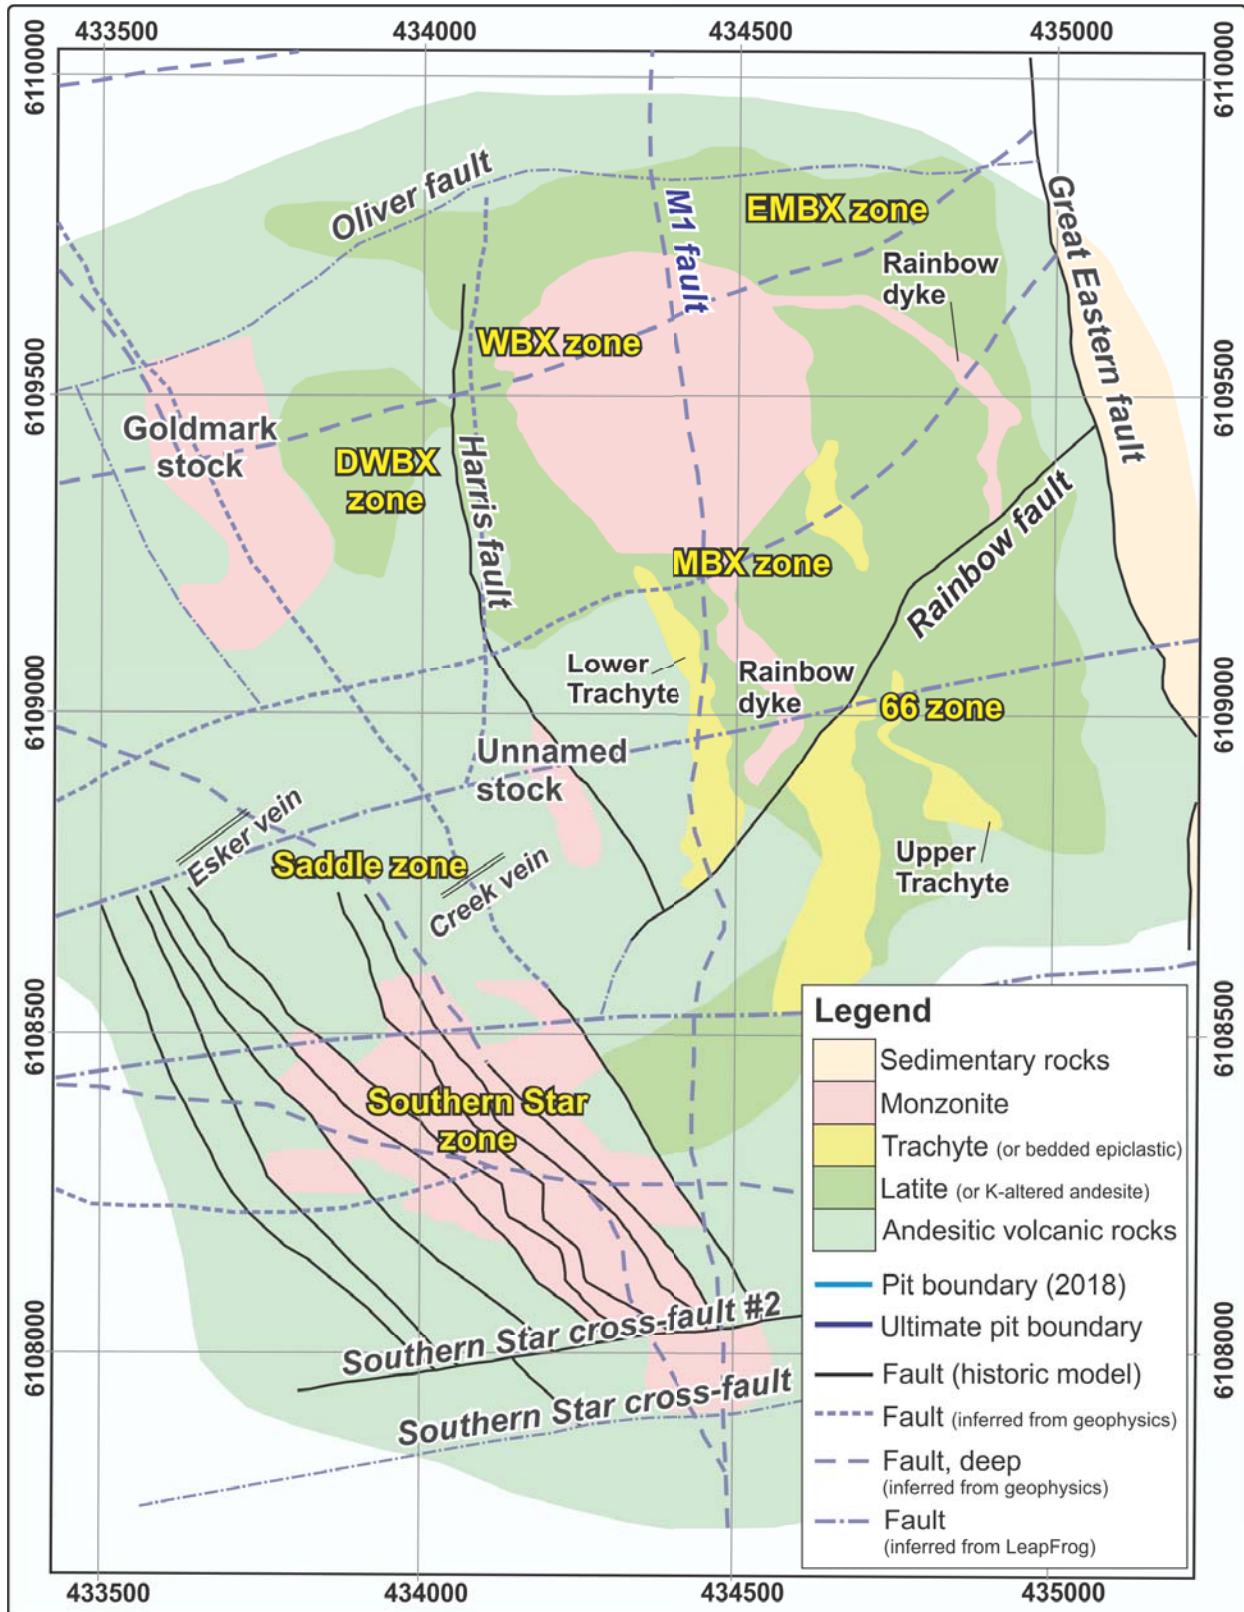 433500
434000
434500
435000
6110000
6110000
Oliver fault
M1 fault
EMBX zone
Rainbow
dyke
Great Eastern fault
WBX zone
6109500
6109500
Goldmark
stock
DWBX
zone
Harris fault
MBX zone
Rainbow fault
Lower
Trachyte
Rainbow
dyke
66 zone
6109000
6109000
Unnamed
stock
Esker vein
Saddle zone
Creek vein
Upper
Trachyte
6108500
6108500
Southern Star
zone
Southern Star cross-fault #2
Southern Star cross-fault
6108000
6108000
Legend
Sedimentary rocks
Monzonite
Trachyte (or bedded epiclastic)
Latite (or K-altered andesite)
Andesitic volcanic rocks
Pit boundary (2018)
Ultimate pit boundary
Fault (historic model)
Fault (inferred from geophysics)
Fault, deep
(inferred from geophysics)
Fault
(inferred from LeapFrog)
433500
434000
434500
435000